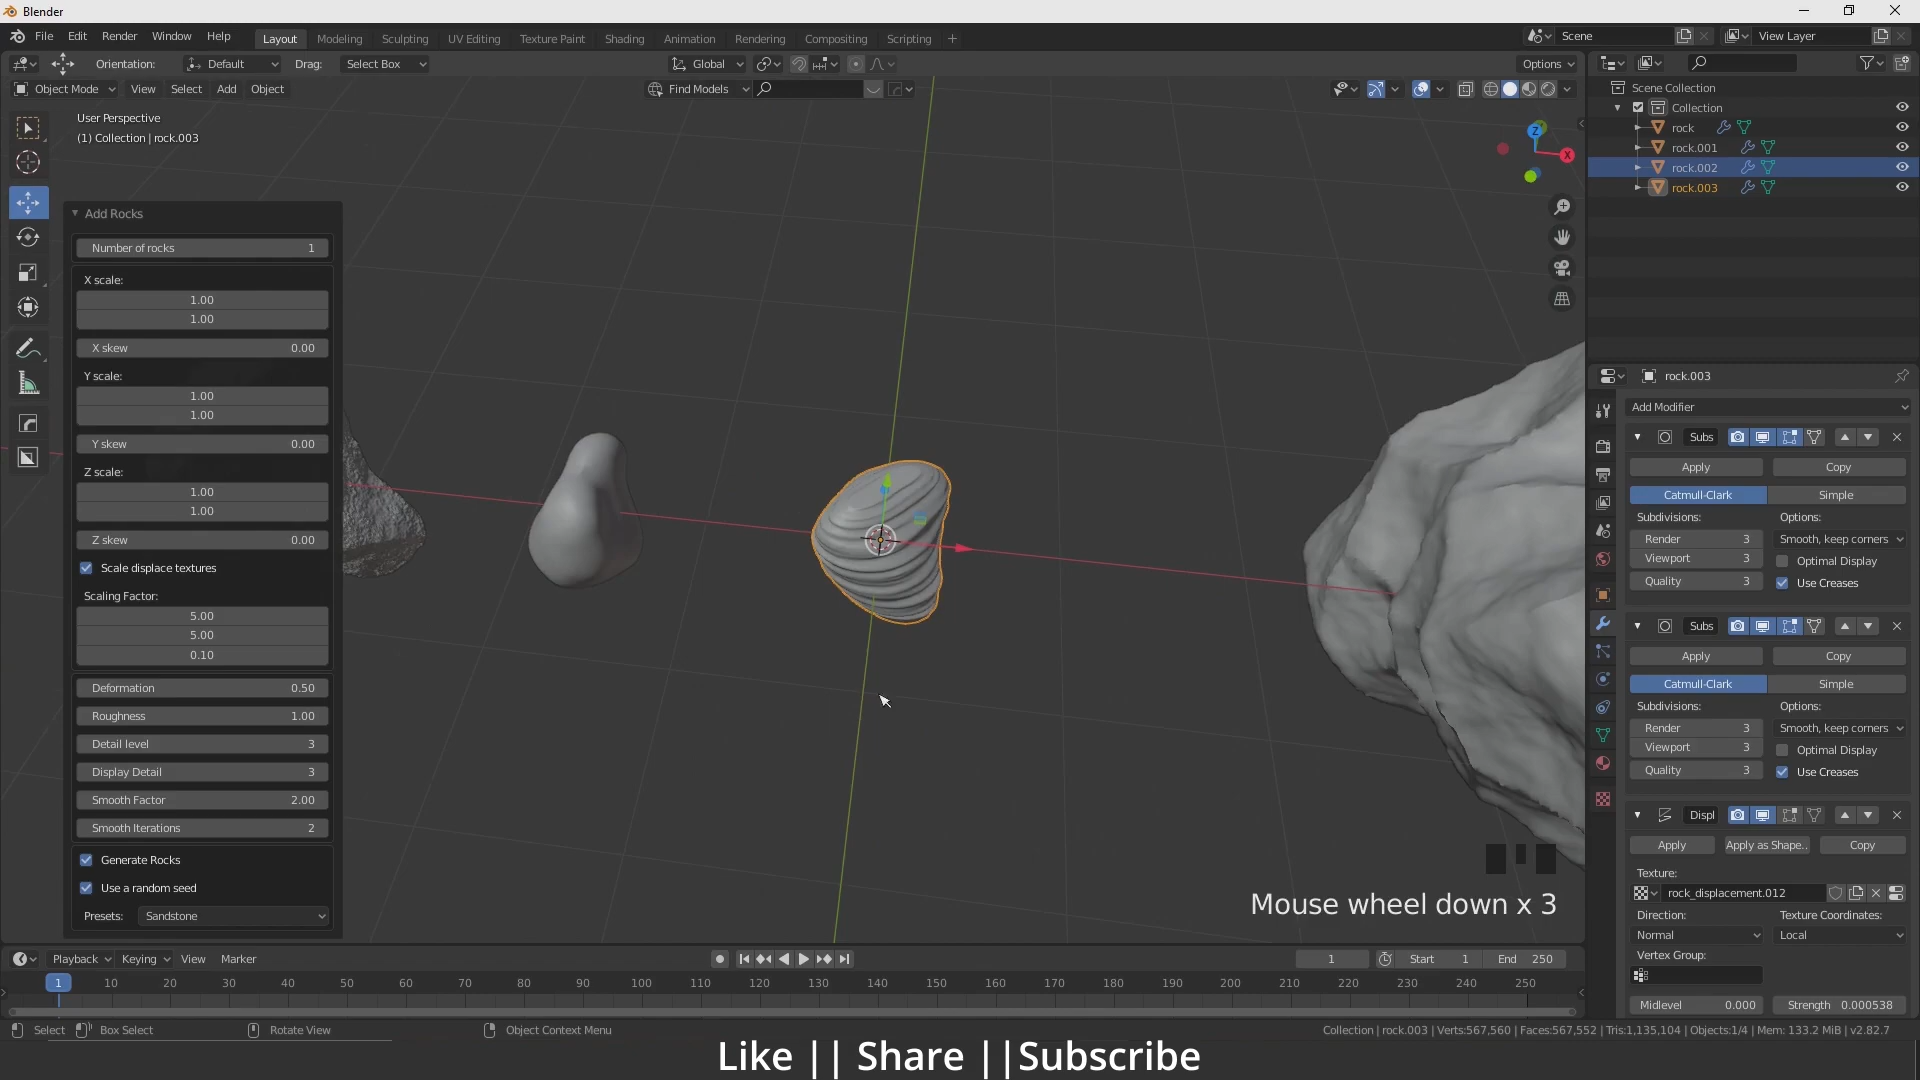 Blender
File Edit Render Window Help
Layout Modeling Sculpting UV Editing Texture Paint Shading Animation Rendering Compositing Scripting +
Scene View Layer
Orientation: Default Drag: Select Box Global Options
Object Mode View Select Add Object Find Models
User Perspective
(1) Collection | rock.003
Add Rocks
Number of rocks 1
X scale:
1.00
1.00
X skew 0.00
Y scale:
1.00
1.00
Y skew 0.00
Z scale:
1.00
1.00
Z skew 0.00
Scale displace textures
Scaling Factor:
5.00
5.00
0.10
Deformation 0.50
Roughness 1.00
Detail level 3
Display Detail 3
Smooth Factor 2.00
Smooth Iterations 2
Generate Rocks
Use a random seed
Presets: Sandstone
Z
X
Mouse wheel down x 3
Scene Collection
Collection
rock
rock.001
rock.002
rock.003
rock.003
Add Modifier
Subs
Apply Copy
Catmull-Clark Simple
Subdivisions: Options:
Render 3 Smooth, keep corners
Viewport 3 Optimal Display
Quality 3 Use Creases
Subs
Apply Copy
Catmull-Clark Simple
Subdivisions: Options:
Render 3 Smooth, keep corners
Viewport 3 Optimal Display
Quality 3 Use Creases
Displ
Apply Apply as Shape.. Copy
Texture:
rock_displacement.012
Direction: Texture Coordinates:
Normal Local
Vertex Group:
Midlevel 0.000 Strength 0.000538
Playback Keying View Marker 1 Start 1 End 250
1 10 20 30 40 50 60 70 80 90 100 110 120 130 140 150 160 170 180 190 200 210 220 230 240 250
Select Box Select Rotate View Object Context Menu Collection | rock.003 | Verts:567,560 | Faces:567,552 | Tris:1,135,104 | Objects:1/4 | Mem: 133.2 MiB | v2.82.7
Like || Share ||Subscribe